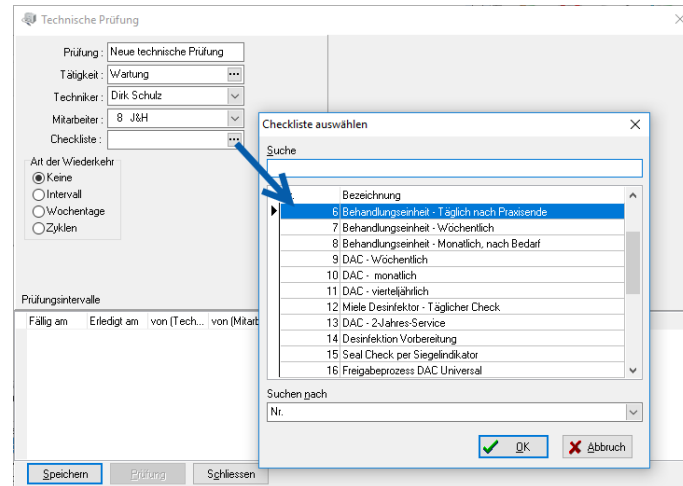 Technische Prüfung
Prüfung : Neue technische Prüfung
Tätigkeit : Wartung
Techniker : Dirk Schulz
Mitarbeiter : 8 J&H
Checkliste :
Art der Wiederkehr
Keine
Intervall
Wochentage
Zyklen
Prüfungsintervalle
Fällig am Erledigt am von (Tech... von (Mitarb
Speichern Prüfung Schliessen
Checkliste auswählen
Suche
Bezeichnung
6 Behandlungseinheit - Täglich nach Praxisende
7 Behandlungseinheit - Wöchentlich
8 Behandlungseinheit - Monatlich, nach Bedarf
9 DAC - Wöchentlich
10 DAC - monatlich
11 DAC - vierteljährlich
12 Miele Desinfektor - Täglicher Check
13 DAC - 2-Jahres-Service
14 Desinfektion Vorbereitung
15 Seal Check per Siegelindikator
16 Freigabeprozess DAC Universal
Suchen nach
Nr.
OK Abbruch